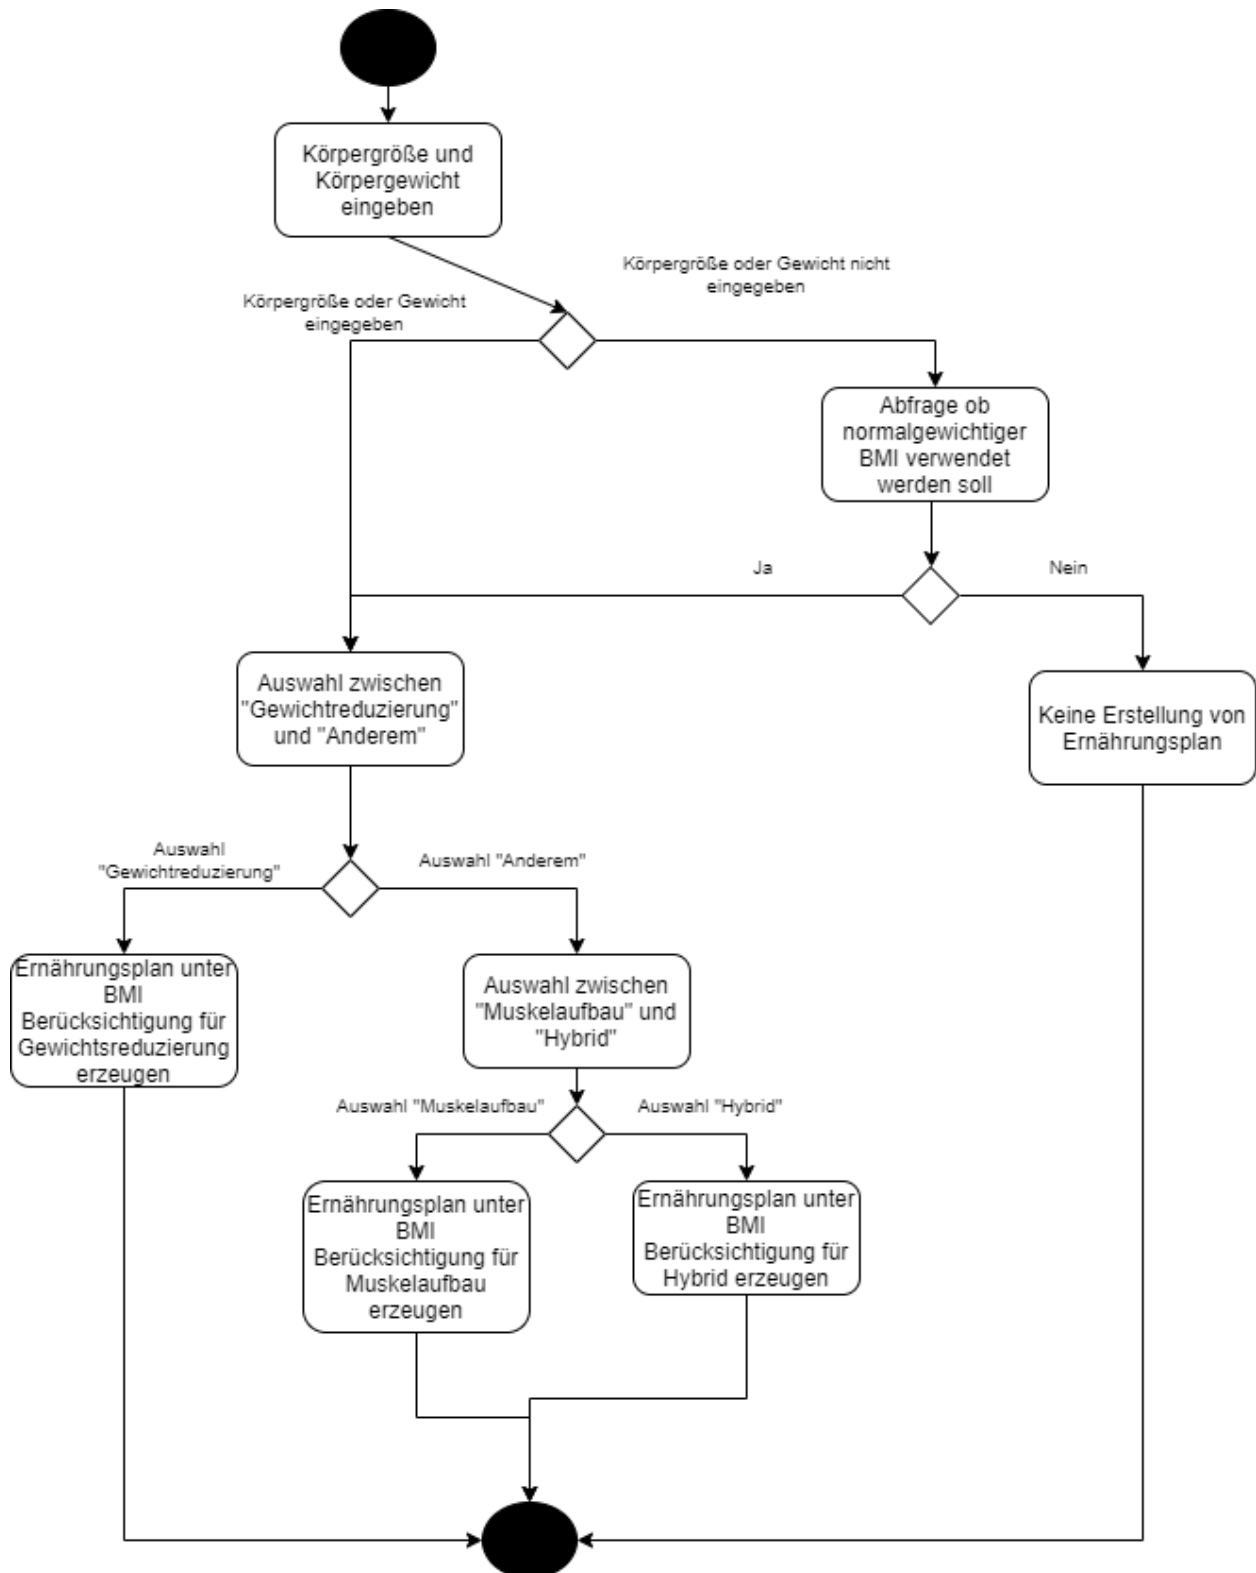 Körpergröße und
Körpergewicht
eingeben
Körpergröße oder Gewicht nicht
eingegeben
Körpergröße oder Gewicht
eingegeben
Abfrage ob
normalgewichtiger
BMI verwendet
werden soll
Ja
Nein
Auswahl zwischen
"Gewichtreduzierung"
und "Anderem"
Keine Erstellung von
Ernährungsplan
Auswahl
"Gewichtreduzierung"
Auswahl "Anderem"
Ernährungsplan unter
BMI
Berücksichtigung für
Gewichtsreduzierung
erzeugen
Auswahl zwischen
"Muskelaufbau" und
"Hybrid"
Auswahl "Muskelaufbau"
Auswahl "Hybrid"
Ernährungsplan unter
BMI
Berücksichtigung für
Muskelaufbau
erzeugen
Ernährungsplan unter
BMI
Berücksichtigung für
Hybrid erzeugen